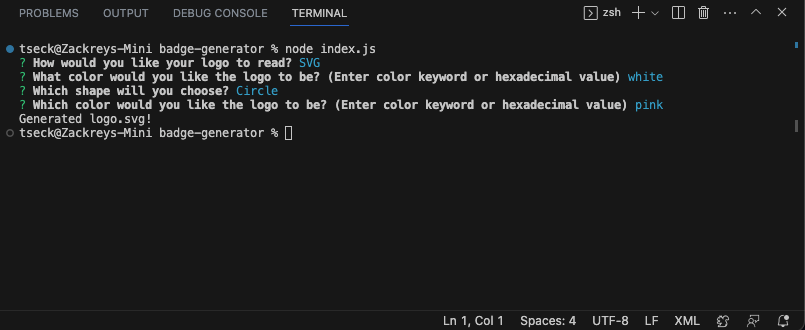 PROBLEMS OUTPUT DEBUG CONSOLE TERMINAL zsh
tseck@Zackreys-Mini badge-generator % node index.js
? How would you like your logo to read? SVG
? What color would you like the logo to be? (Enter color keyword or hexadecimal value) white
? Which shape will you choose? Circle
? Which color would you like the logo to be? (Enter color keyword or hexadecimal value) pink
Generated logo.svg!
tseck@Zackreys-Mini badge-generator %
Ln 1, Col 1 Spaces: 4 UTF-8 LF XML